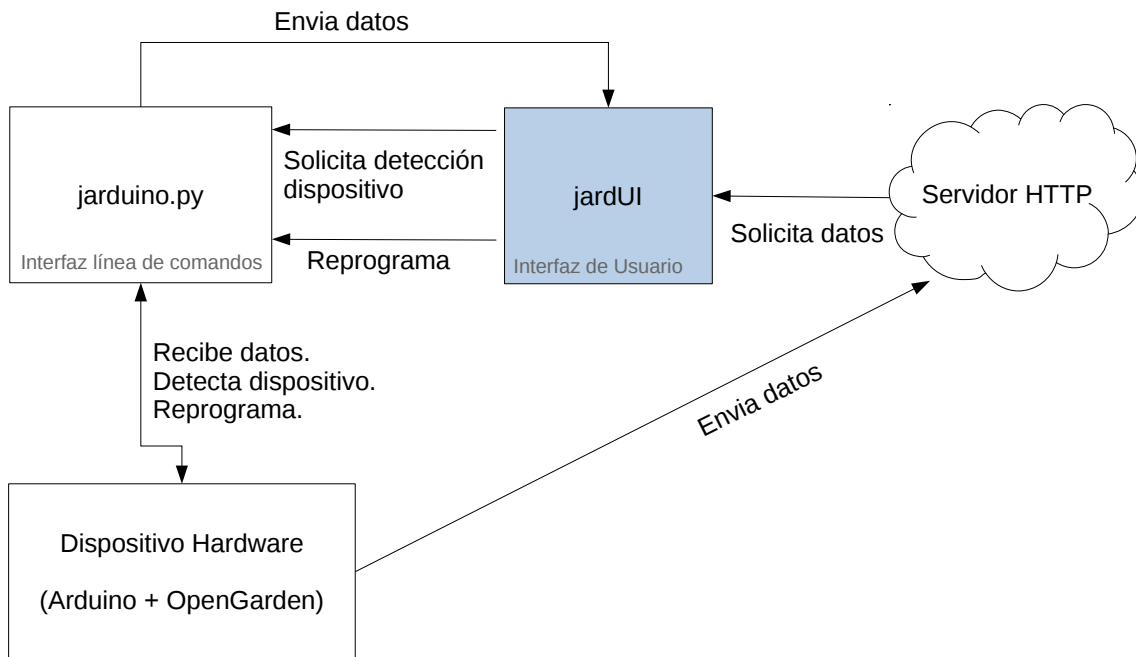 Envia datos
jarduino.py
Interfaz línea de comandos
Solicita detección
dispositivo
Reprograma
jardUI
Interfaz de Usuario
Servidor HTTP
Solicita datos
Recibe datos.
Detecta dispositivo.
Reprograma.
Envia datos
Dispositivo Hardware
(Arduino + OpenGarden)